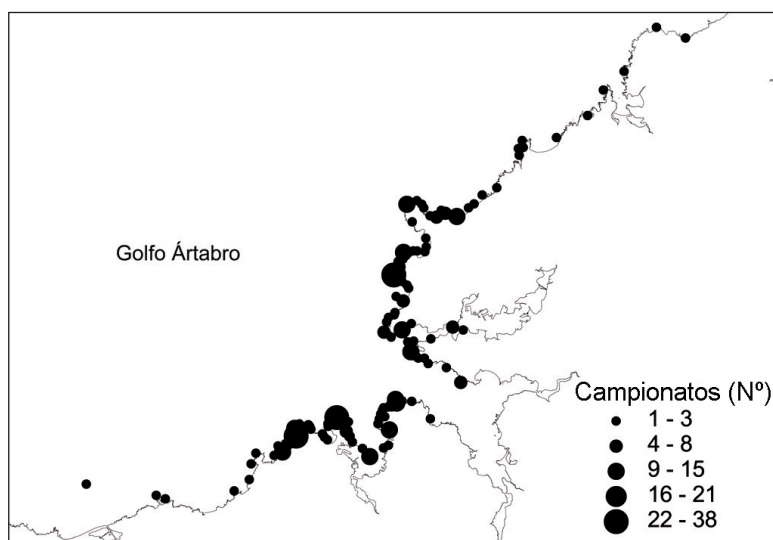 Golfo Ártabro
Campionatos (Nº)
1 - 3
4 - 8
9 - 15
16 - 21
22 - 38